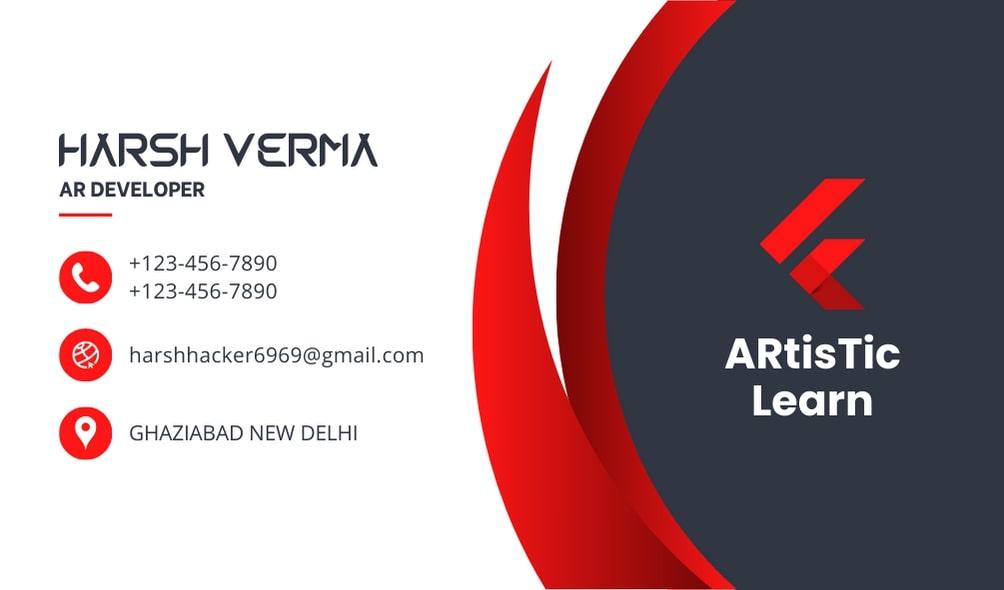 HARSH VERMA
AR DEVELOPER
+123-456-7890
+123-456-7890
harshhacker6969@gmail.com
GHAZIABAD NEW DELHI
ARtisTic
Learn